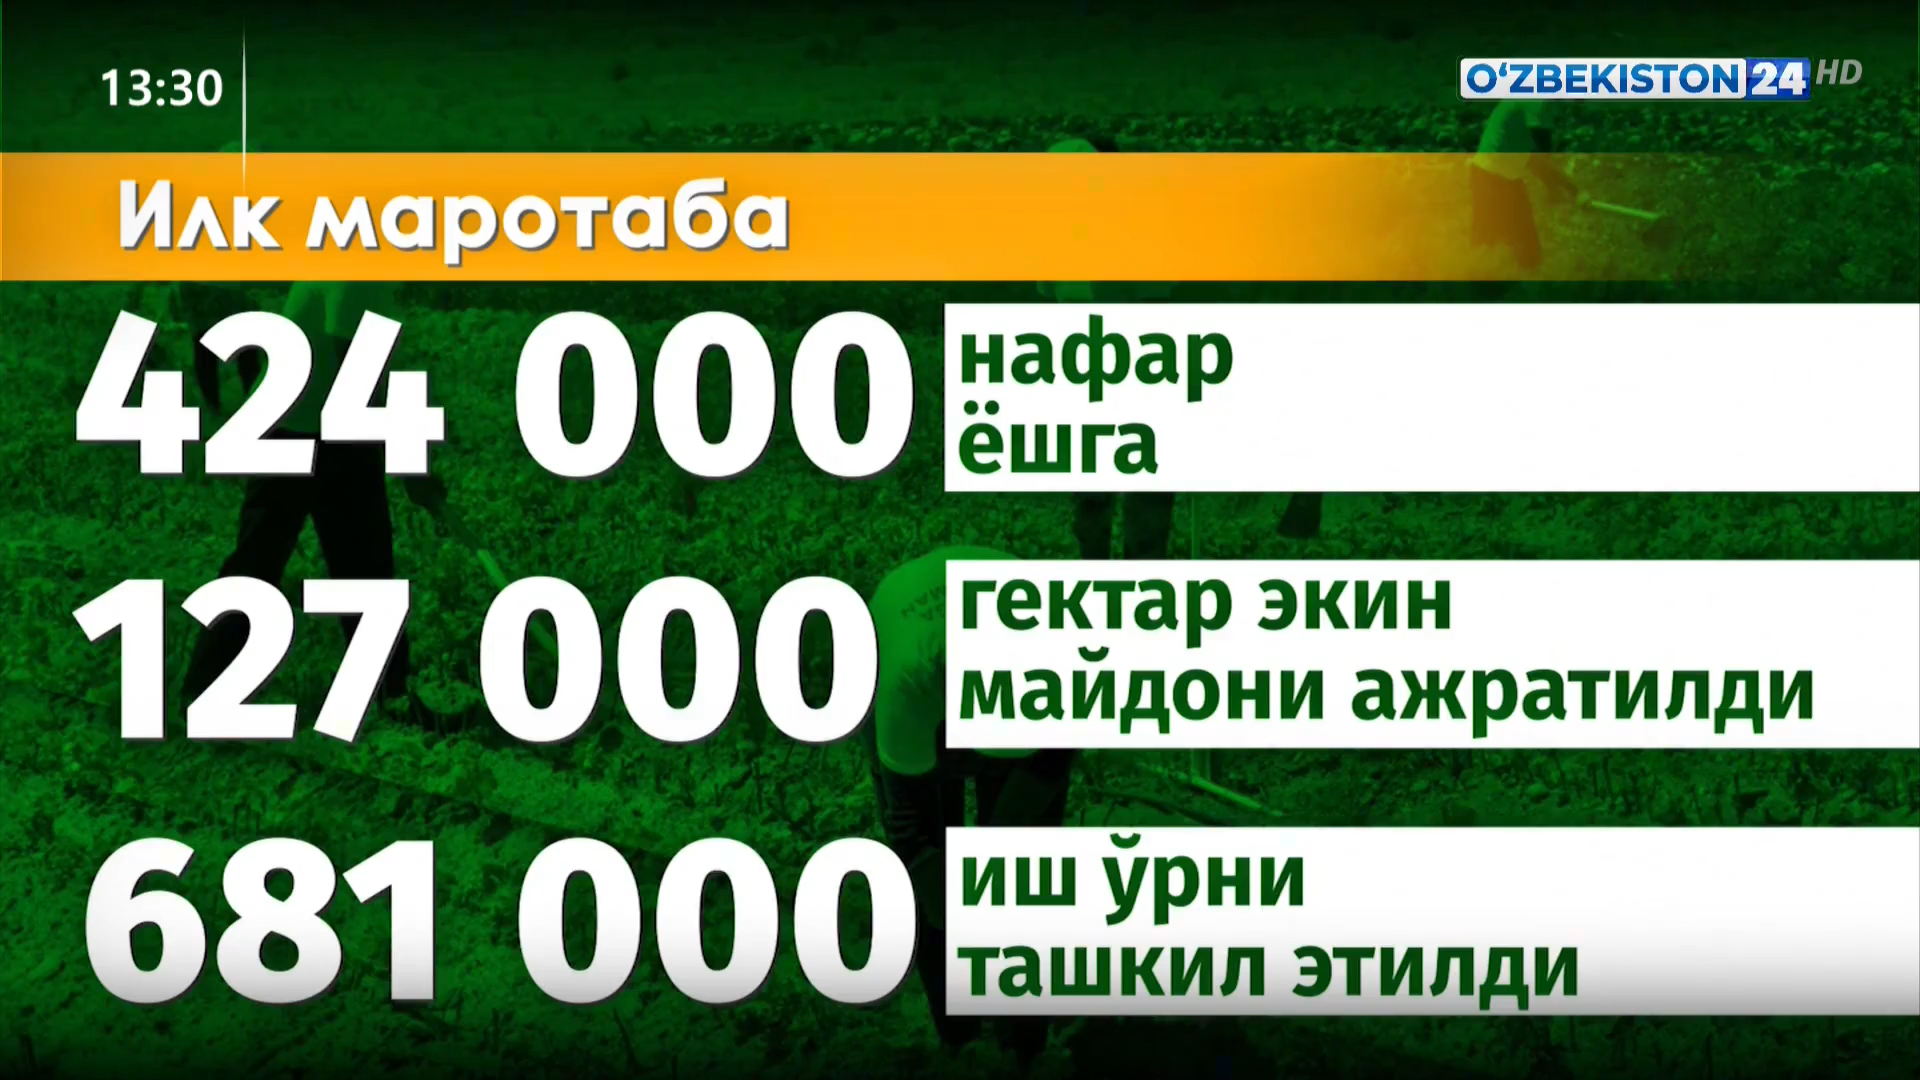 13:30
O‘ZBEKISTON 24 HD
Илк маротаба
424 000
нафар
ёшга
127 000
гектар экин
майдони ажратилди
681 000
иш ўрни
ташкил этилди